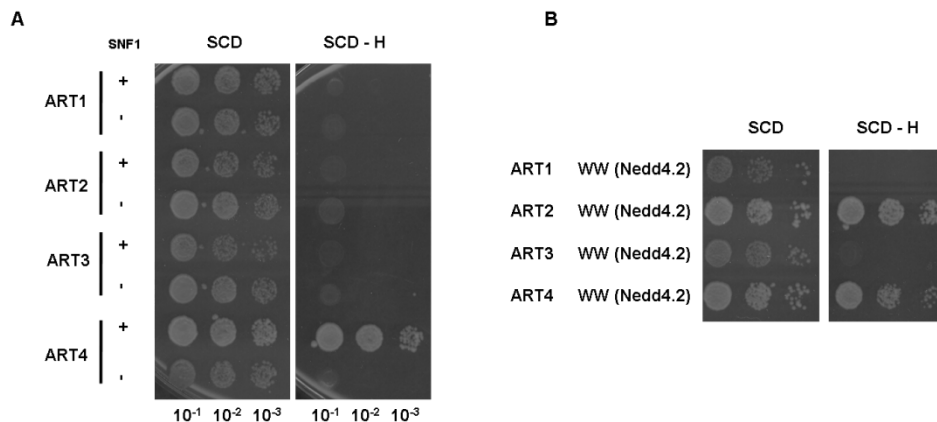 A
SNF1 SCD SCD - H
ART1 +
-
ART2 +
-
ART3 +
-
ART4 +
-
10-1 10-2 10-3 10-1 10-2 10-3
B
SCD SCD - H
ART1 WW (Nedd4.2)
ART2 WW (Nedd4.2)
ART3 WW (Nedd4.2)
ART4 WW (Nedd4.2)